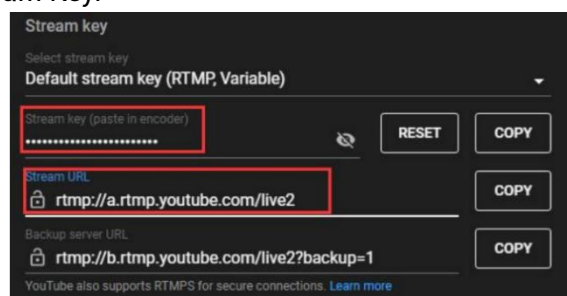 Stream key
Select stream key
Default stream key (RTMP, Variable)
Stream key (paste in encoder)
••••••••••••••••••••••••
RESET
COPY
Stream URL
rtmp://a.rtmp.youtube.com/live2
COPY
Backup server URL
rtmp://b.rtmp.youtube.com/live2?backup=1
COPY
YouTube also supports RTMPS for secure connections. Learn more